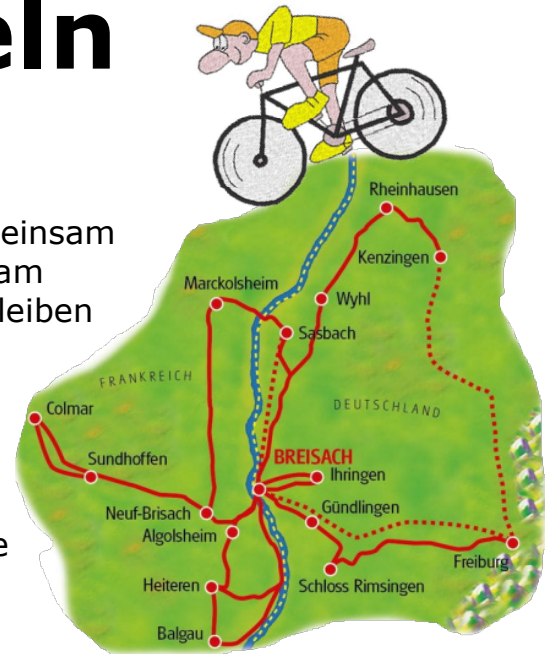 eln
einsam
am
leiben
e
Rheinhausen
Kenzingen
Marckolsheim
Wyhl
Sasbach
FRANKREICH
DEUTSCHLAND
Colmar
BREISACH
Sundhoffen
Ihringen
Neuf-Brisach
Gündlingen
Algolsheim
Freiburg
Heiteren
Schloss Rimsingen
Balgau